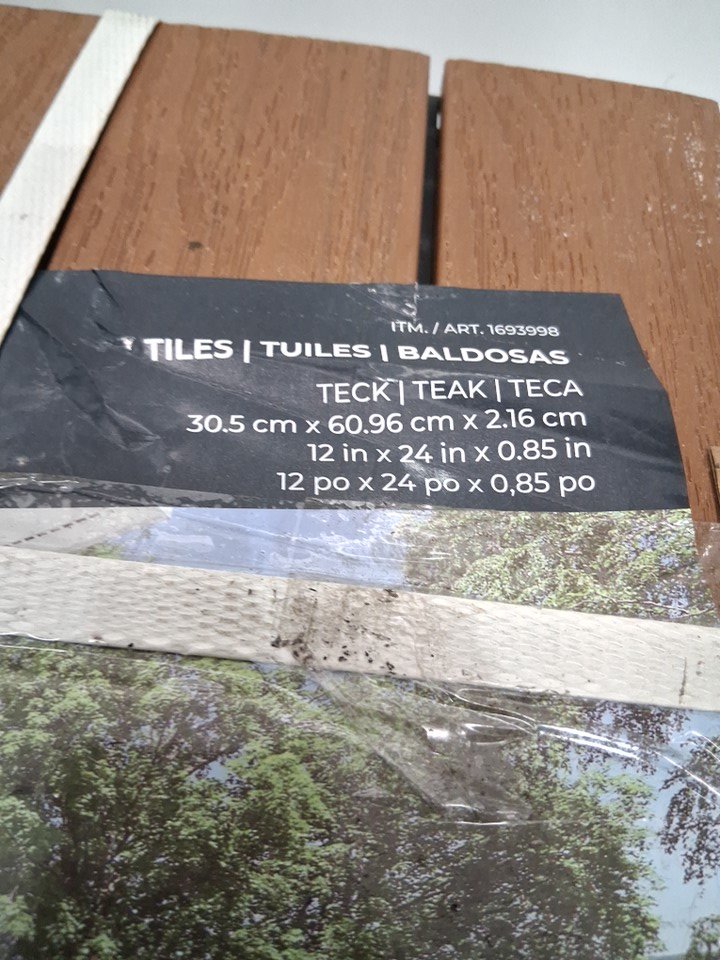 ITM. / ART. 1693998
TILES | TUILES | BALDOSAS
TECK | TEAK | TECA
30.5 cm x 60.96 cm x 2.16 cm
12 in x 24 in x 0.85 in
12 po x 24 po x 0,85 po